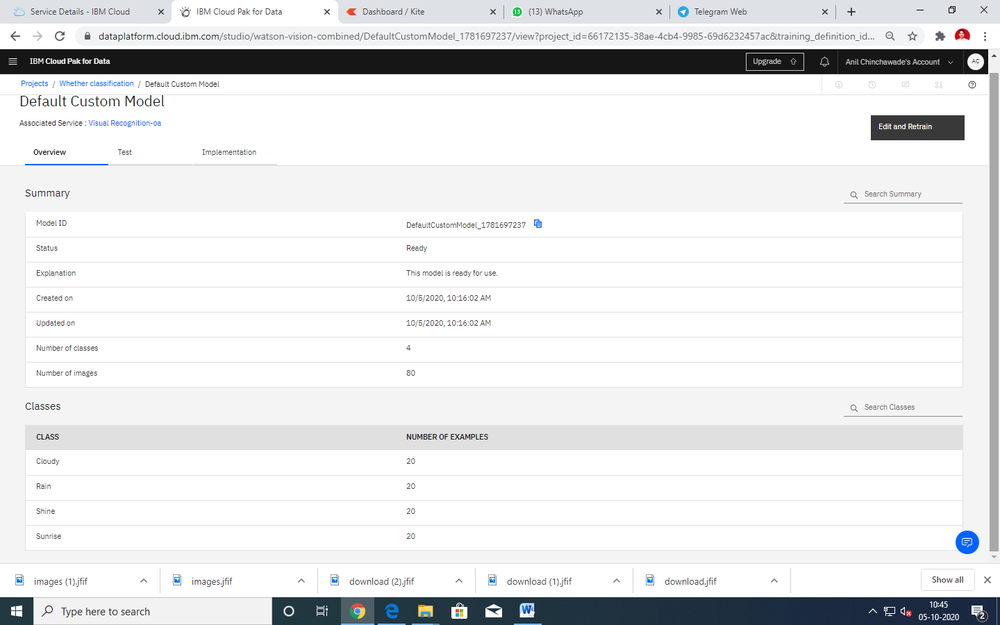 Service Details - IBM Cloud
IBM Cloud Pak for Data
Dashboard / Kite
13
(13) WhatsApp
Telegram Web
dataplatform.cloud.ibm.com/studio/watson-vision-combined/DefaultCustomModel_1781697237/view?project_id=66172135-38ae-4cb4-9985-69d6232457ac&training_definition_id...
IBM Cloud Pak for Data
Upgrade
Anil Chinchawade's Account
AC
Projects / Whether classification / Default Custom Model
Default Custom Model
Associated Service : Visual Recognition-oa
Edit and Retrain
Overview
Test
Implementation
Summary
Search Summary
Model ID DefaultCustomModel_1781697237
Status Ready
Explanation This model is ready for use.
Created on 10/5/2020, 10:16:02 AM
Updated on 10/5/2020, 10:16:02 AM
Number of classes 4
Number of images 80
Classes
Search Classes
CLASS NUMBER OF EXAMPLES
Cloudy 20
Rain 20
Shine 20
Sunrise 20
images (1).jfif
images.jfif
download (2).jfif
download (1).jfif
download.jfif
Show all
Type here to search
W
10:45
05-10-2020
2